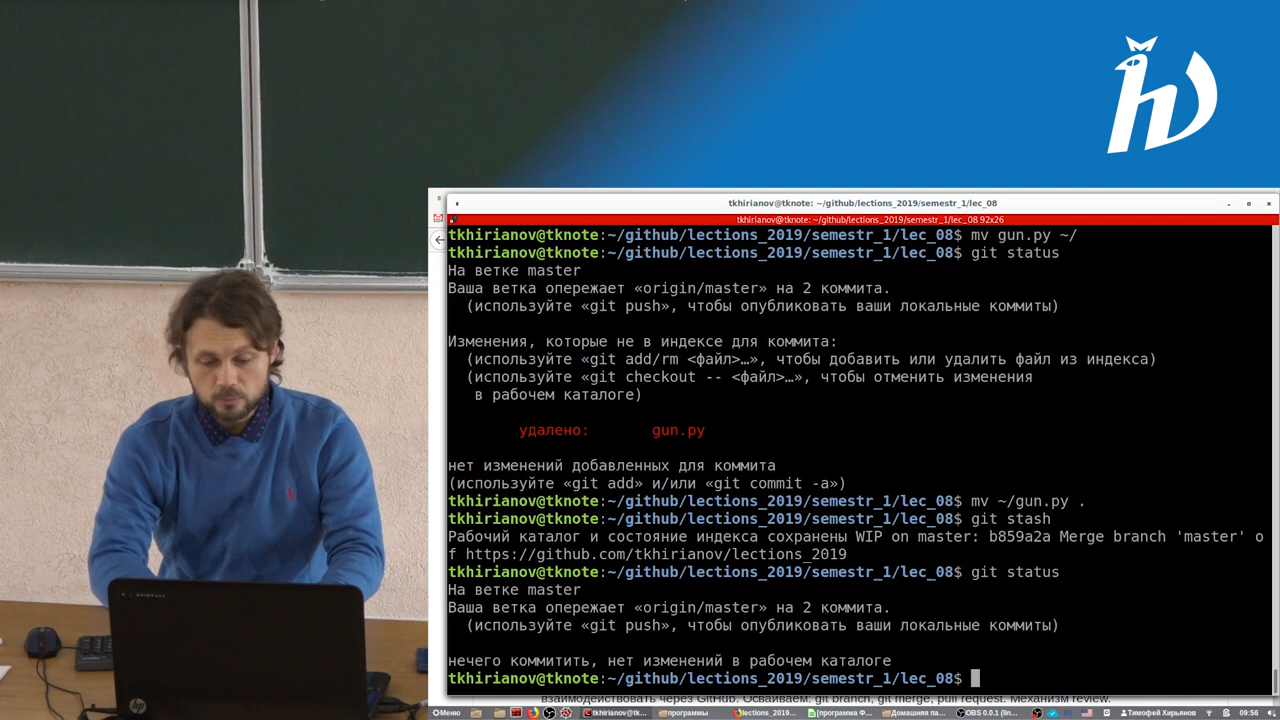 tkhirianov@tknote: ~/github/lections_2019/semestr_1/lec_08
tkhirianov@tknote: ~/github/lections_2019/semestr_1/lec_08 92x26
tkhirianov@tknote:~/github/lections_2019/semestr_1/lec_08$ mv gun.py ~/
tkhirianov@tknote:~/github/lections_2019/semestr_1/lec_08$ git status
На ветке master
Ваша ветка опережает «origin/master» на 2 коммита.
(используйте «git push», чтобы опубликовать ваши локальные коммиты)
Изменения, которые не в индексе для коммита:
(используйте «git add/rm <файл>…», чтобы добавить или удалить файл из индекса)
(используйте «git checkout -- <файл>…», чтобы отменить изменения
в рабочем каталоге)
удалено: gun.py
нет изменений добавленных для коммита
(используйте «git add» и/или «git commit -a»)
tkhirianov@tknote:~/github/lections_2019/semestr_1/lec_08$ mv ~/gun.py .
tkhirianov@tknote:~/github/lections_2019/semestr_1/lec_08$ git stash
Рабочий каталог и состояние индекса сохранены WIP on master: b859a2a Merge branch 'master' o
f https://github.com/tkhirianov/lections_2019
tkhirianov@tknote:~/github/lections_2019/semestr_1/lec_08$ git status
На ветке master
Ваша ветка опережает «origin/master» на 2 коммита.
(используйте «git push», чтобы опубликовать ваши локальные коммиты)
нечего коммитить, нет изменений в рабочем каталоге
tkhirianov@tknote:~/github/lections_2019/semestr_1/lec_08$
взаимодействовать через GitHub. Осваиваем: git branch, git merge, pull request. Механизм review.
Меню tkhirianov@tk... программы lections_2019... [программа Ф... Домашняя па... OBS 0.0.1 (lin... Тимофей Хирьянов 09:56
hp